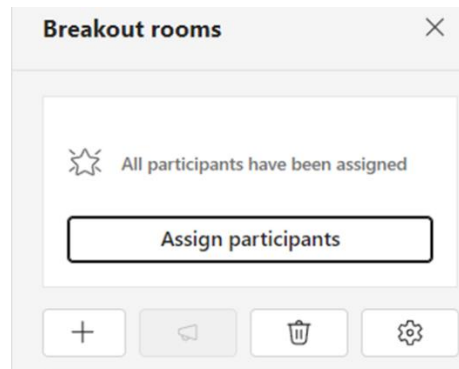 Breakout rooms
All participants have been assigned
Assign participants